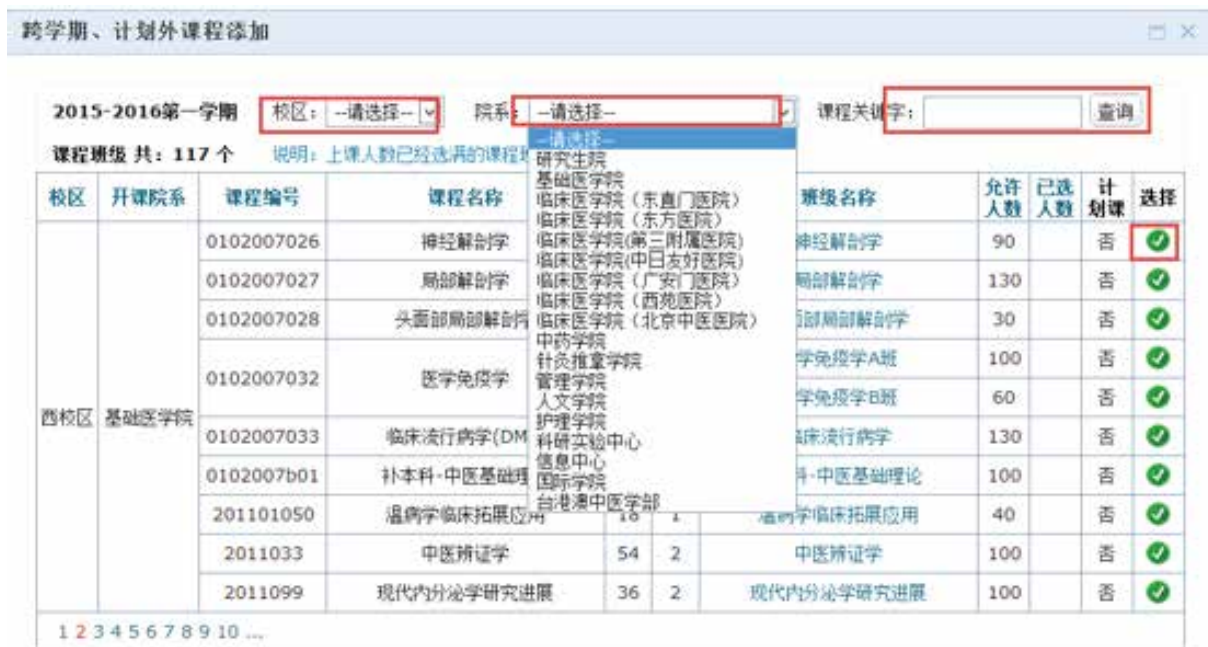 跨学期、计划外课程添加
2015-2016第一学期 校区： --请选择-- 院系： --请选择-- 课程关键字： 查询
课程班级 共：117 个 说明：上课人数已经选满的课程
--请选择--
研究生院
基础医学院
临床医学院（东直门医院）
临床医学院（东方医院）
临床医学院(第三附属医院)
临床医学院(中日友好医院)
临床医学院（广安门医院）
临床医学院（西苑医院）
临床医学院（北京中医医院）
中药学院
针灸推拿学院
管理学院
人文学院
护理学院
科研实验中心
信息中心
国际学院
台港澳中医学部
校区 开课院系 课程编号 课程名称 班级名称 允许人数 已选人数 计划课 选择
西校区 基础医学院
0102007026 神经解剖学 神经解剖学 90 否
0102007027 局部解剖学 局部解剖学 130 否
0102007028 头面部局部解剖学 面部局部解剖学 30 否
0102007032 医学免疫学 学免疫学A班 100 否
学免疫学B班 60 否
0102007033 临床流行病学(DM 临床流行病学 130 否
0102007b01 补本科-中医基础理 科-中医基础理论 100 否
201101050 温病学临床拓展应用 18 1 温病学临床拓展应用 40 否
2011033 中医辨证学 54 2 中医辨证学 100 否
2011099 现代内分泌学研究进展 36 2 现代内分泌学研究进展 100 否
1 2 3 4 5 6 7 8 9 10 ...